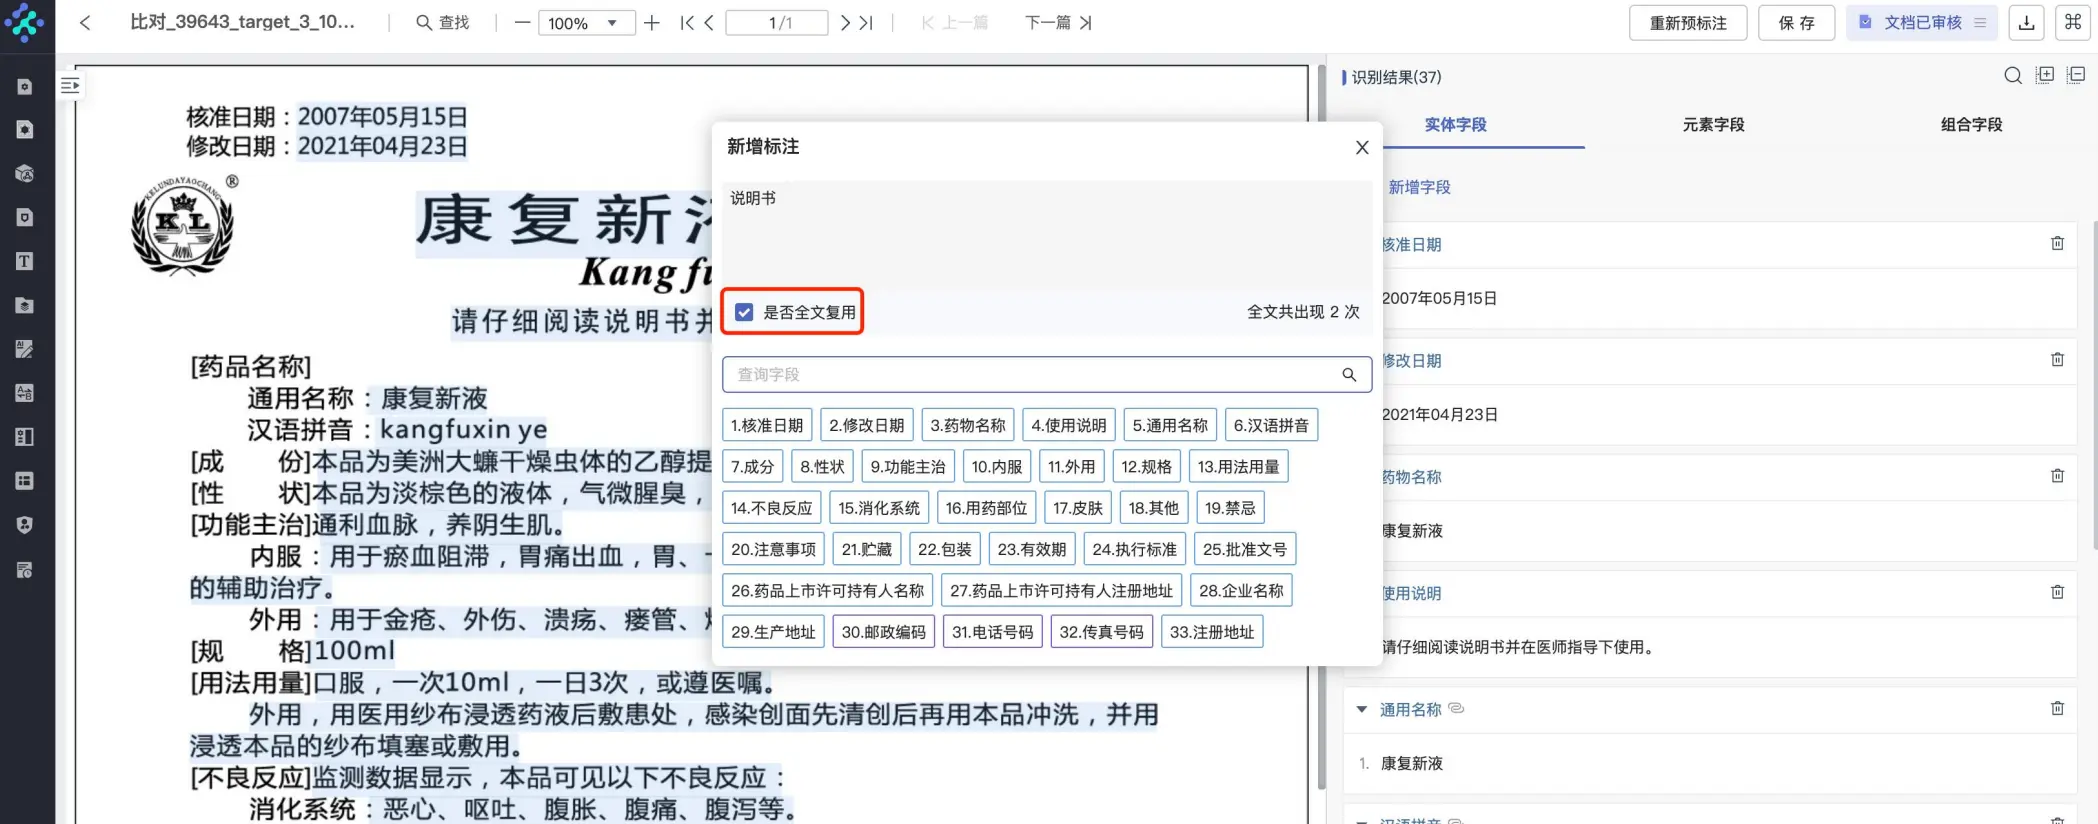 比对_39643_target_3_10...
查找
100%
1/1
上一篇
下一篇
重新预标注
保 存
文档已审核
核准日期：2007年05月15日
修改日期：2021年04月23日
KELUNDAYAOCHANG
®
KL
康复新
Kang fu
请仔细阅读说明书并
[药品名称]
通用名称：康复新液
汉语拼音：kangfuxin ye
[成 份]本品为美洲大蠊干燥虫体的乙醇提
[性 状]本品为淡棕色的液体，气微腥臭，
[功能主治]通利血脉，养阴生肌。
内服：用于瘀血阻滞，胃痛出血，胃、
的辅助治疗。
外用：用于金疮、外伤、溃疡、瘘管、
[规 格]100ml
[用法用量]口服，一次10ml，一日3次，或遵医嘱。
外用，用医用纱布浸透药液后敷患处，感染创面先清创后再用本品冲洗，并用
浸透本品的纱布填塞或敷用。
[不良反应]监测数据显示，本品可见以下不良反应：
消化系统：恶心、呕吐、腹胀、腹痛、腹泻等。
新增标注
说明书
是否全文复用
全文共出现 2 次
查询字段
1.核准日期 2.修改日期 3.药物名称 4.使用说明 5.通用名称 6.汉语拼音
7.成分 8.性状 9.功能主治 10.内服 11.外用 12.规格 13.用法用量
14.不良反应 15.消化系统 16.用药部位 17.皮肤 18.其他 19.禁忌
20.注意事项 21.贮藏 22.包装 23.有效期 24.执行标准 25.批准文号
26.药品上市许可持有人名称 27.药品上市许可持有人注册地址 28.企业名称
29.生产地址 30.邮政编码 31.电话号码 32.传真号码 33.注册地址
识别结果(37)
实体字段
元素字段
组合字段
新增字段
核准日期
2007年05月15日
修改日期
2021年04月23日
药物名称
康复新液
使用说明
请仔细阅读说明书并在医师指导下使用。
通用名称
1. 康复新液
汉语拼音